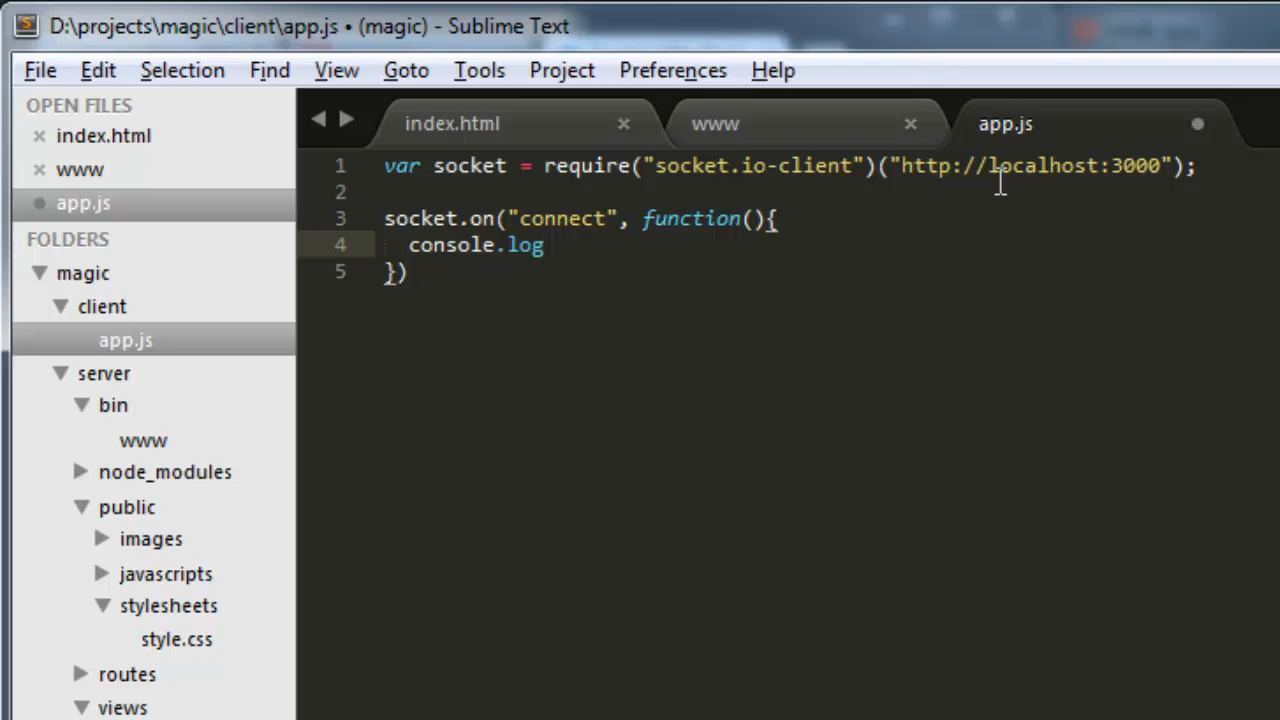 D:\projects\magic\client\app.js • (magic) - Sublime Text
File Edit Selection Find View Goto Tools Project Preferences Help
OPEN FILES
index.html
www
app.js
FOLDERS
magic
client
app.js
server
bin
www
node_modules
public
images
javascripts
stylesheets
style.css
routes
views
index.html www app.js
1 var socket = require("socket.io-client")("http://localhost:3000");
2
3 socket.on("connect", function(){
4 console.log
5 })